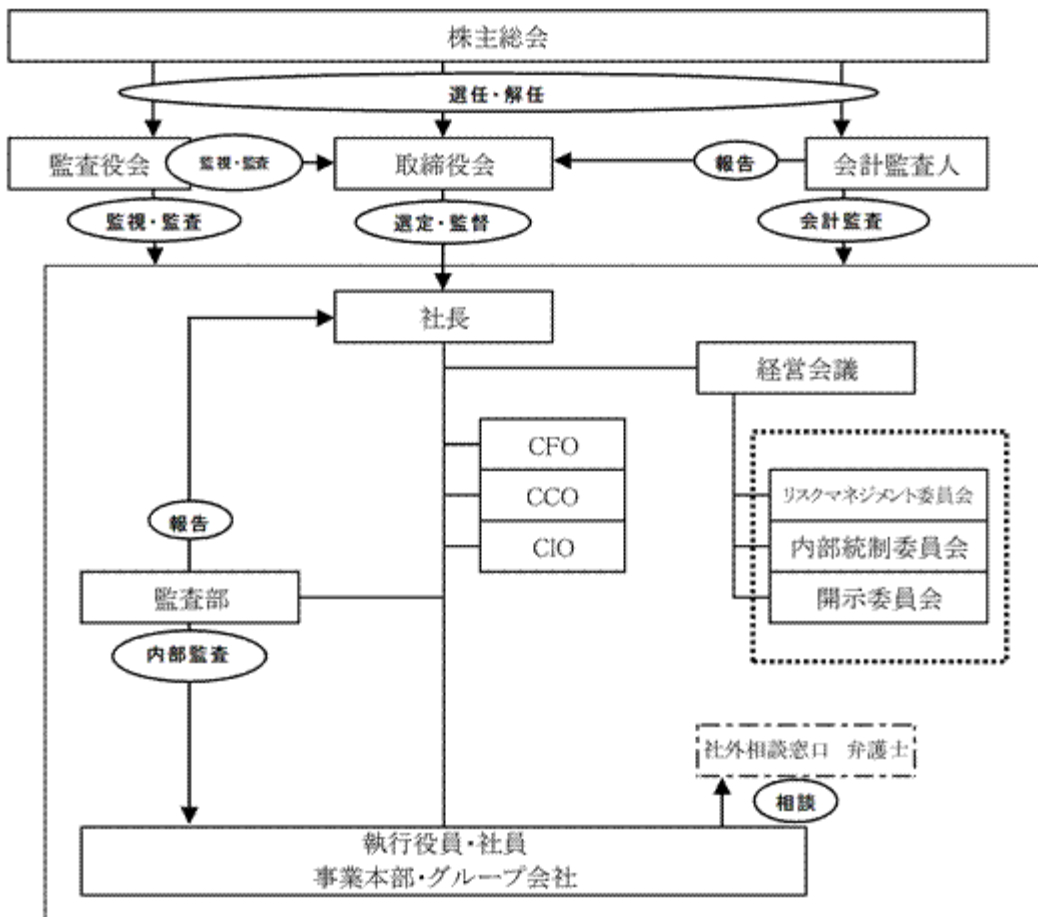 株主総会
選任・解任
監査役会
監視・監査
取締役会
報告
会計監査人
監視・監査
選定・監督
会計監査
社長
経営会議
CFO
CCO
CIO
リスクマネジメント委員会
内部統制委員会
開示委員会
報告
監査部
内部監査
社外相談窓口　弁護士
相談
執行役員・社員
事業本部・グループ会社